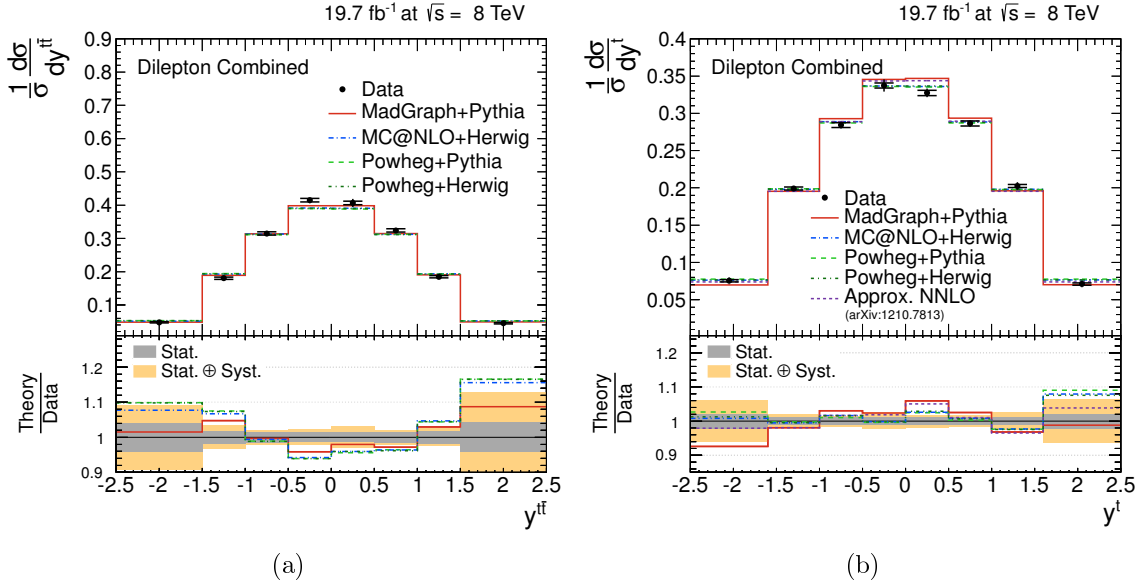 19.7 fb⁻¹ at √s = 8 TeV
1/σ dσ/dy^tt̄
0.9
0.8
0.7
0.6
0.5
0.4
0.3
0.2
0.1
Dilepton Combined
Data
MadGraph+Pythia
MC@NLO+Herwig
Powheg+Pythia
Powheg+Herwig
Theory/Data
1.2
1.1
1
0.9
Stat.
Stat. ⊕ Syst.
-2.5 -2 -1.5 -1 -0.5 0 0.5 1 1.5 2 2.5
y^tt̄
(a)
19.7 fb⁻¹ at √s = 8 TeV
1/σ dσ/dy^t
0.4
0.35
0.3
0.25
0.2
0.15
0.1
0.05
Dilepton Combined
Data
MadGraph+Pythia
MC@NLO+Herwig
Powheg+Pythia
Powheg+Herwig
Approx. NNLO
(arXiv:1210.7813)
Theory/Data
1.2
1.1
1
0.9
Stat.
Stat. ⊕ Syst.
-2.5 -2 -1.5 -1 -0.5 0 0.5 1 1.5 2 2.5
y^t
(b)